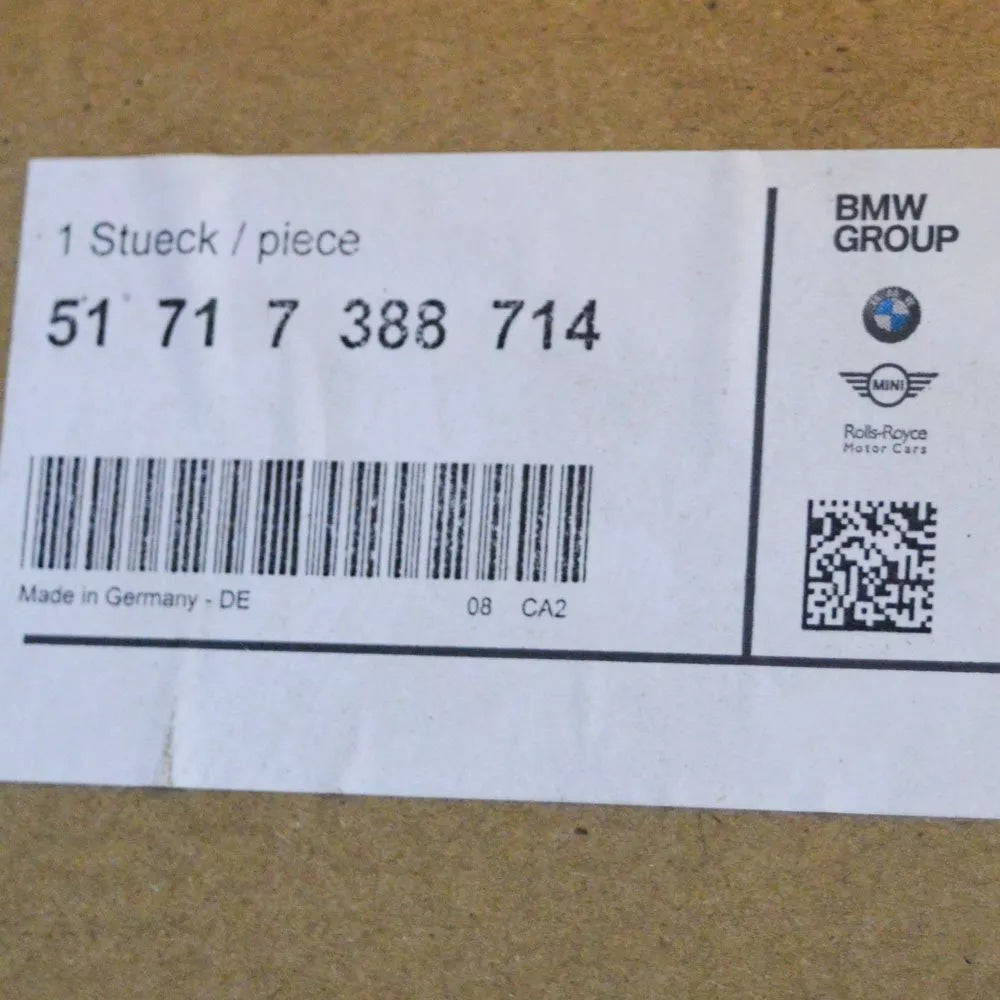 1 Stueck / piece
51 71 7 388 714
Made in Germany - DE
08 CA2
BMW
GROUP
MINI
Rolls-Royce
Motor Cars